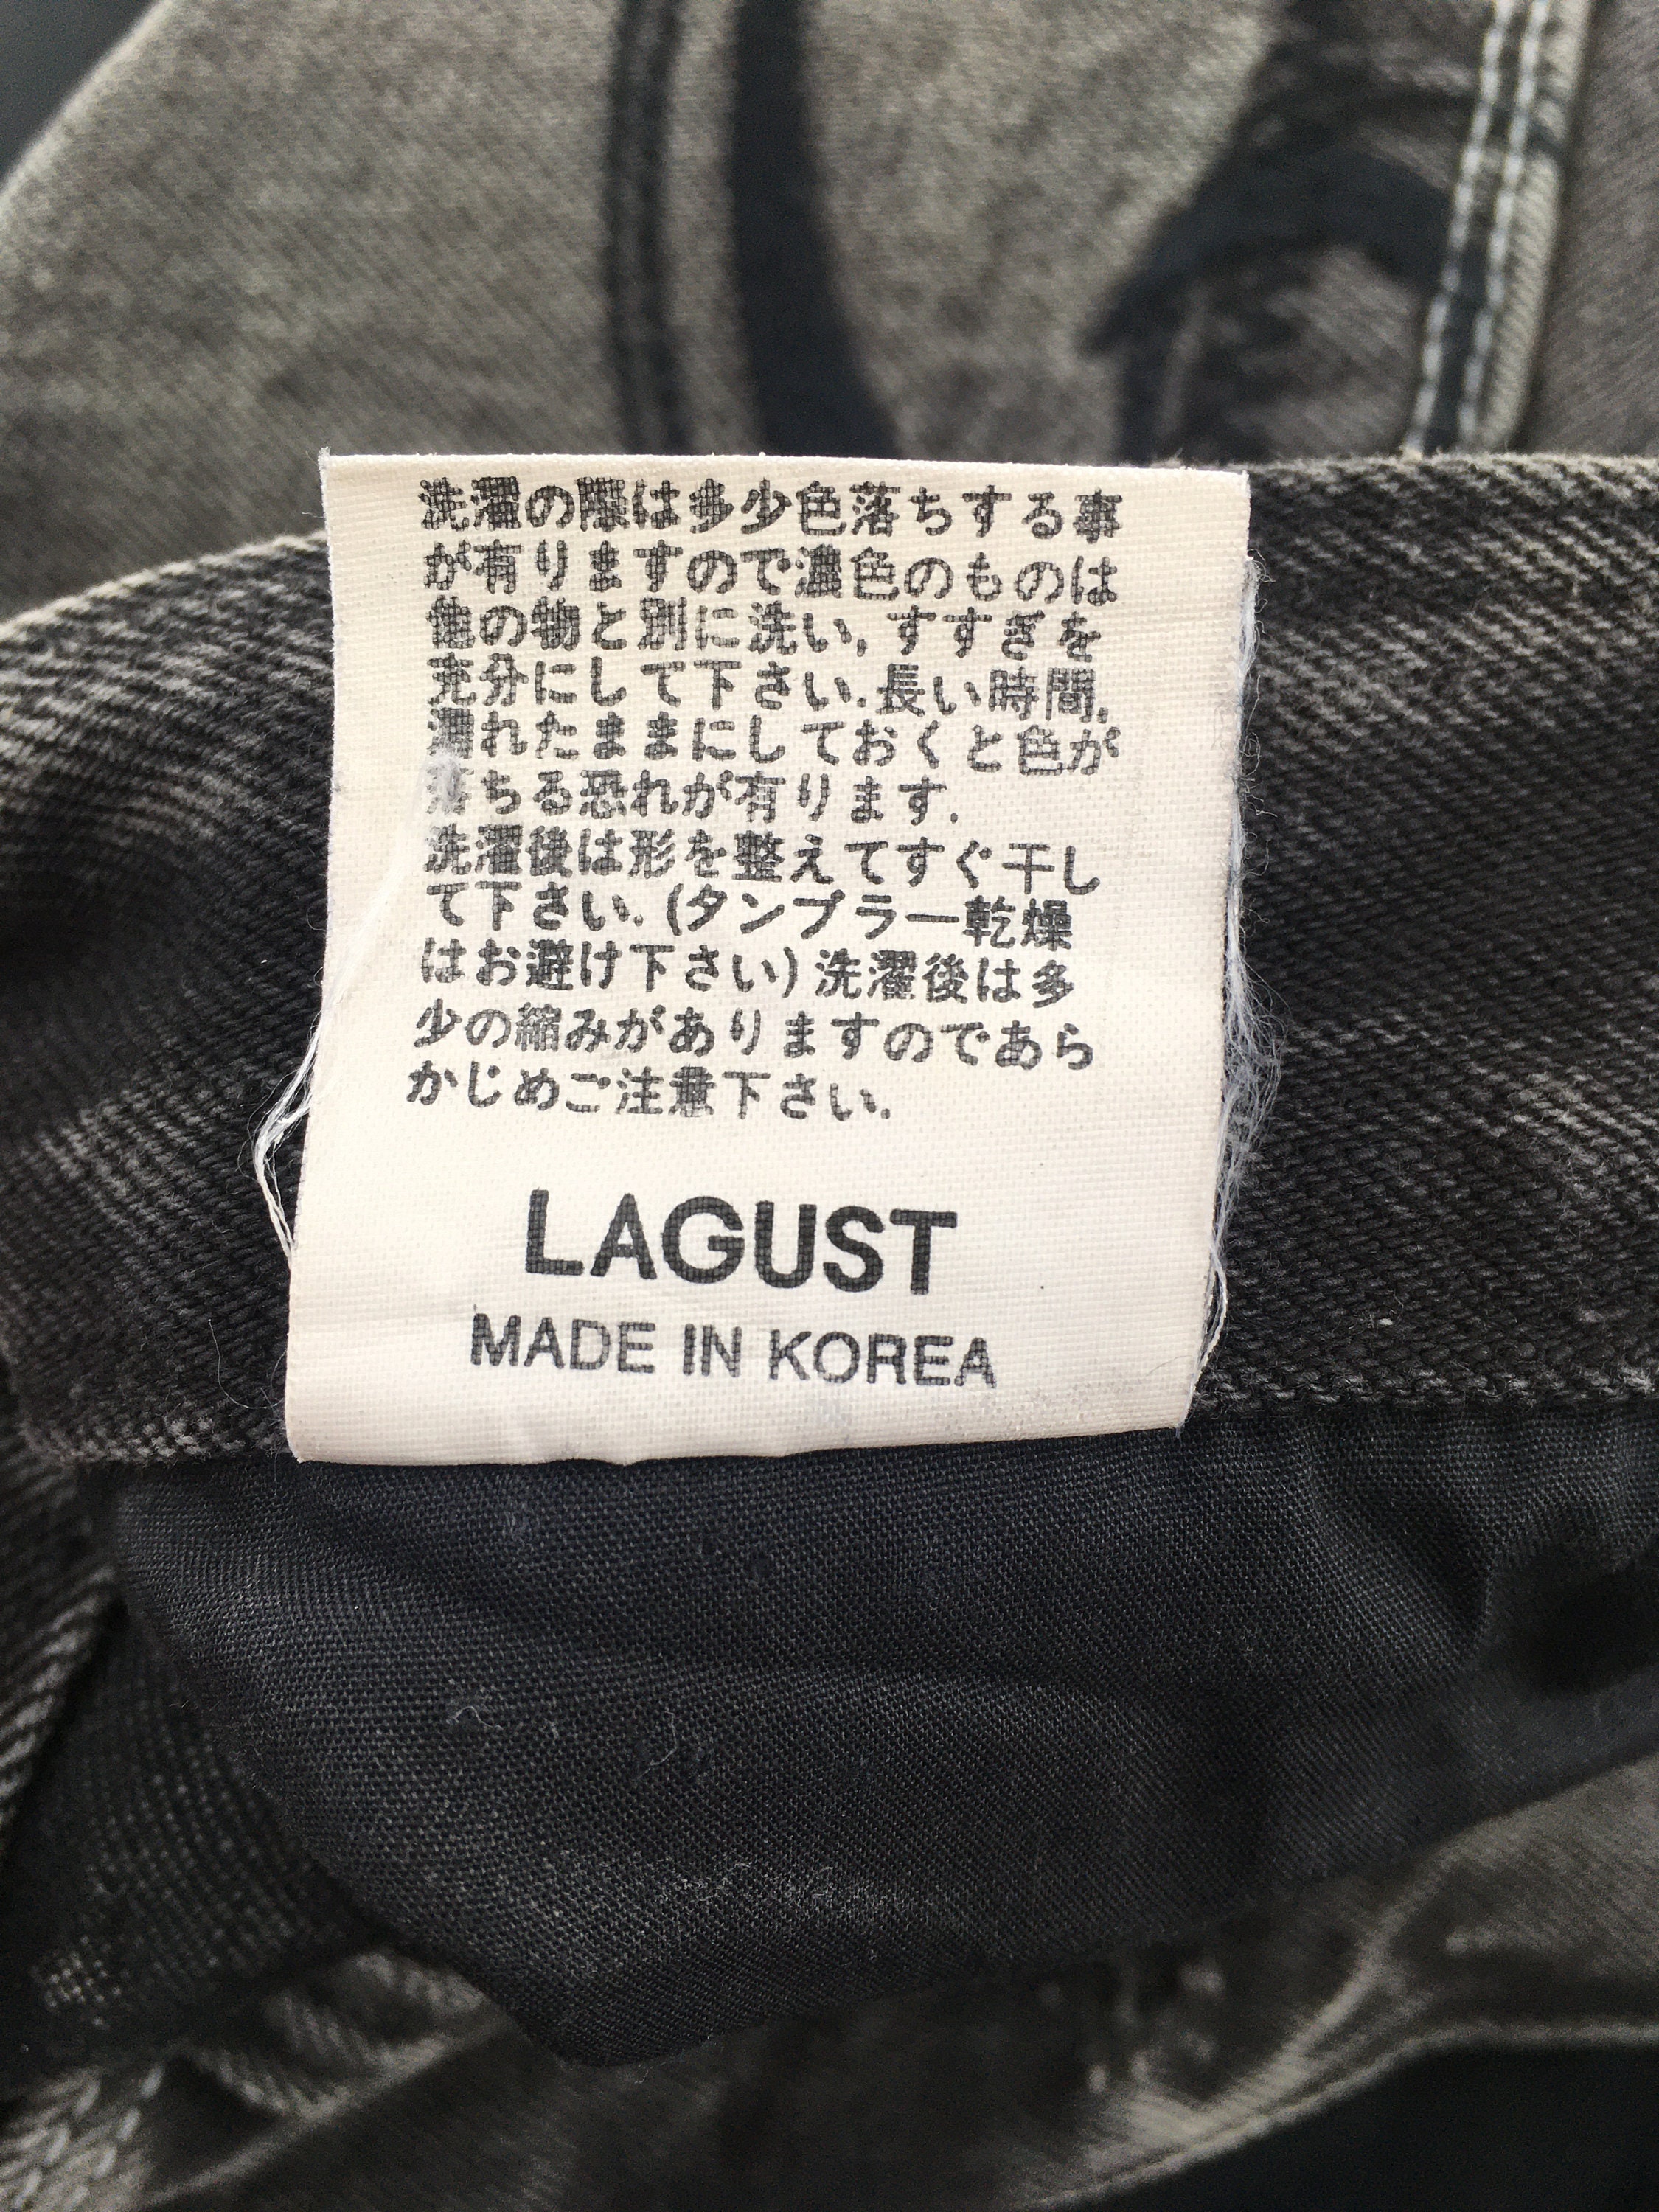 洗濯の際は多少色落ちする事
が有りますので濃色のものは
他の物と別に洗い,すすぎを
充分にして下さい.長い時間,
濡れたままにしておくと色が
落ちる恐れが有ります.
洗濯後は形を整えてすぐ干し
て下さい.(タンブラー乾燥
はお避け下さい)洗濯後は多
少の縮みがありますのであら
かじめご注意下さい.
LAGUST
MADE IN KOREA